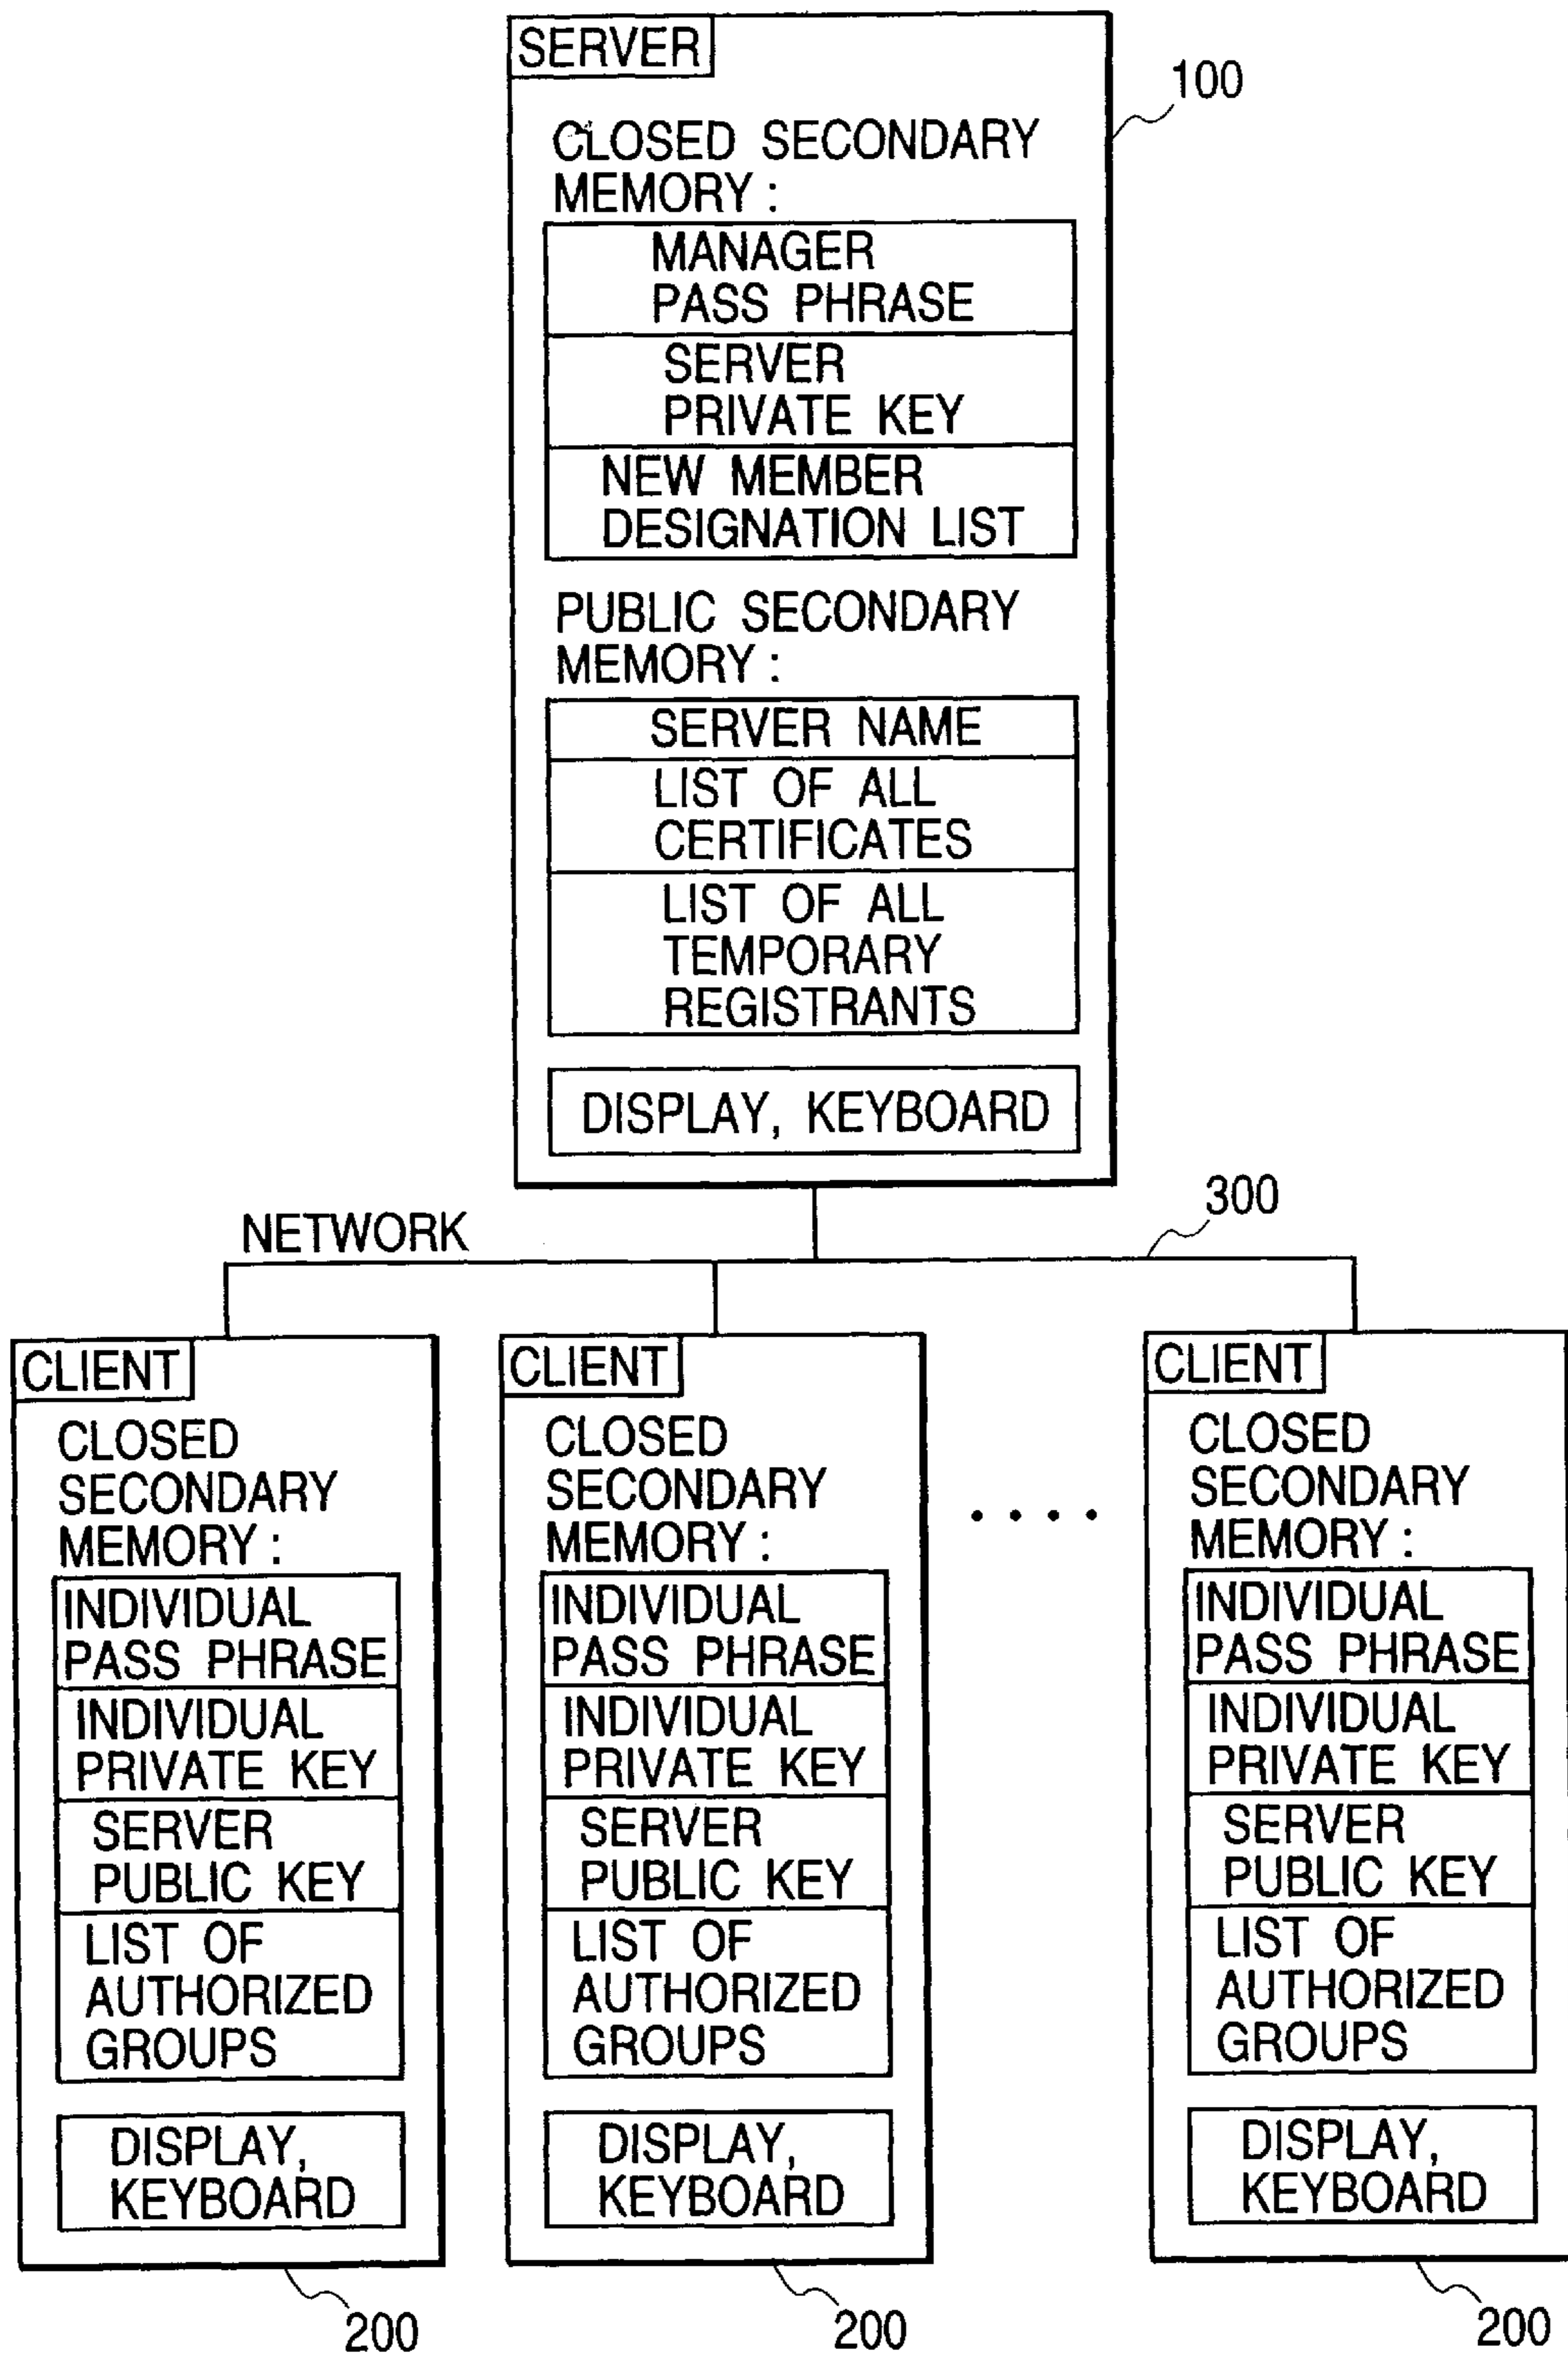 SERVER
100
CLOSED SECONDARY
MEMORY :
MANAGER
PASS PHRASE
SERVER
PRIVATE KEY
NEW MEMBER
DESIGNATION LIST
PUBLIC SECONDARY
MEMORY :
SERVER NAME
LIST OF ALL
CERTIFICATES
LIST OF ALL
TEMPORARY
REGISTRANTS
DISPLAY, KEYBOARD
NETWORK
300
CLIENT
CLOSED
SECONDARY
MEMORY :
INDIVIDUAL
PASS PHRASE
INDIVIDUAL
PRIVATE KEY
SERVER
PUBLIC KEY
LIST OF
AUTHORIZED
GROUPS
DISPLAY,
KEYBOARD
200
CLIENT
CLOSED
SECONDARY
MEMORY :
INDIVIDUAL
PASS PHRASE
INDIVIDUAL
PRIVATE KEY
SERVER
PUBLIC KEY
LIST OF
AUTHORIZED
GROUPS
DISPLAY,
KEYBOARD
200
....
CLIENT
CLOSED
SECONDARY
MEMORY :
INDIVIDUAL
PASS PHRASE
INDIVIDUAL
PRIVATE KEY
SERVER
PUBLIC KEY
LIST OF
AUTHORIZED
GROUPS
DISPLAY,
KEYBOARD
200